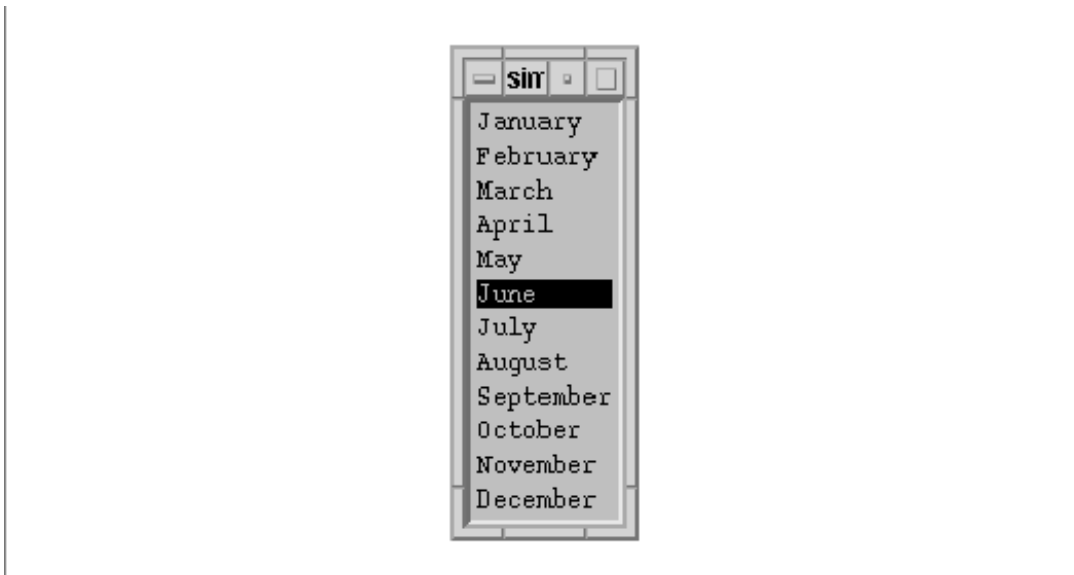 sim
January
February
March
April
May
June
July
August
September
October
November
December